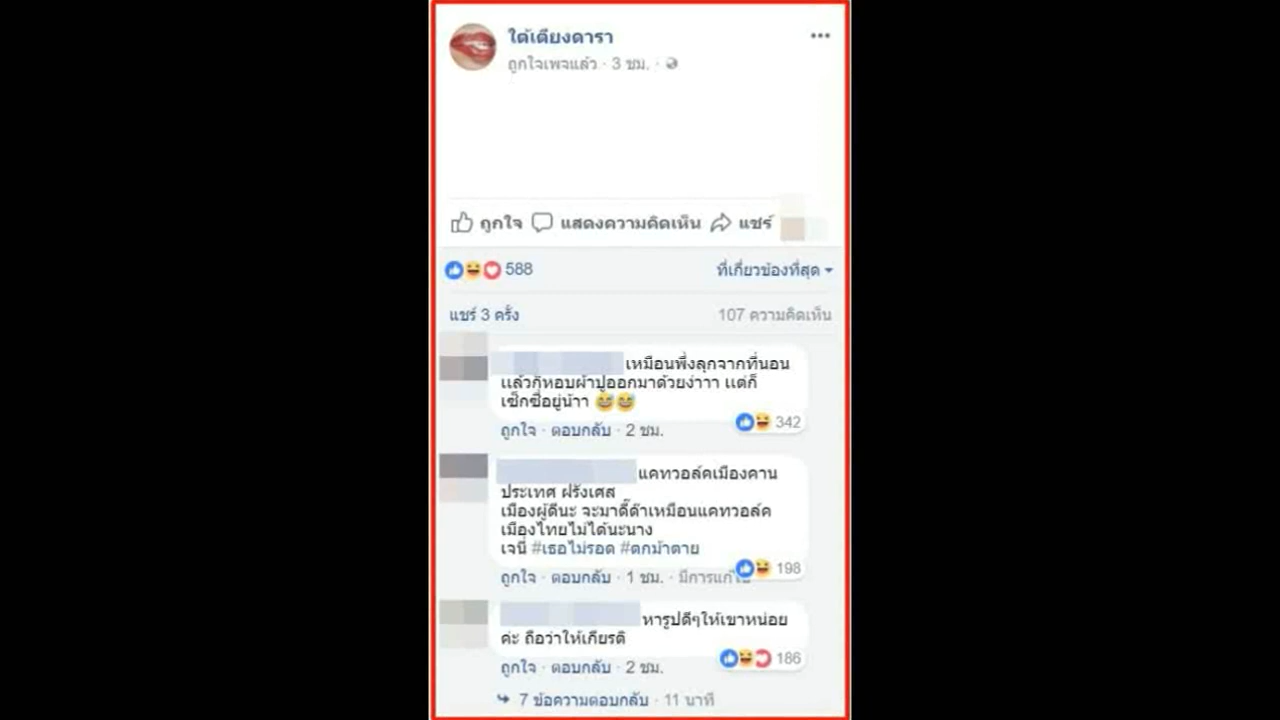 ใต้เตียงดารา
ถูกใจเพจแล้ว · 3 ชม. ·
ถูกใจ แสดงความคิดเห็น แชร์
588 ที่เกี่ยวข้องที่สุด
แชร์ 3 ครั้ง 107 ความคิดเห็น
เหมือนพึ่งลุกจากที่นอน
แล้วก็หอบผ้าปูออกมาด้วยง่าาา แต่ก็
เซ็กซี่อยู่น้าา
342
ถูกใจ · ตอบกลับ · 2 ชม.
แคทวอล์คเมืองคาน
ประเทศ ฝรั่งเศส
เมืองผู้ดีนะ จะมาดี๊ด๊าเหมือนแคทวอล์ค
เมืองไทยไม่ได้นะนาง
เจนี่ #เธอไม่รอด #ตกม้าตาย
198
ถูกใจ · ตอบกลับ · 1 ชม. · มีการแก้ไข
หารูปดีๆให้เขาหน่อย
ค่ะ ถือว่าให้เกียรติ
186
ถูกใจ · ตอบกลับ · 2 ชม.
7 ข้อความตอบกลับ · 11 นาที